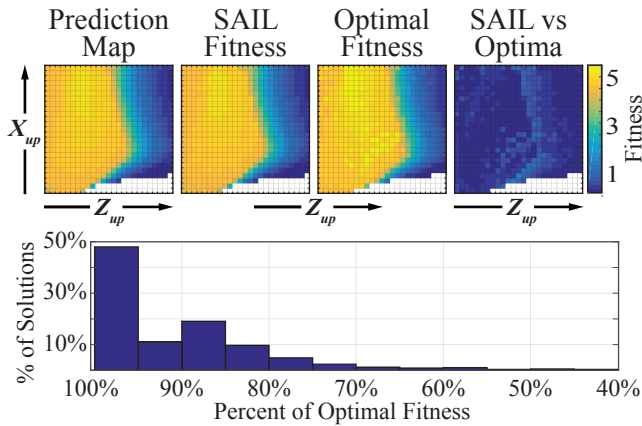 Prediction Map
SAIL Fitness
Optimal Fitness
SAIL vs Optima
X_up
5
3
1
Fitness
Z_up
Z_up
Z_up
% of Solutions
50%
30%
10%
100%
90%
80%
70%
60%
50%
40%
Percent of Optimal Fitness